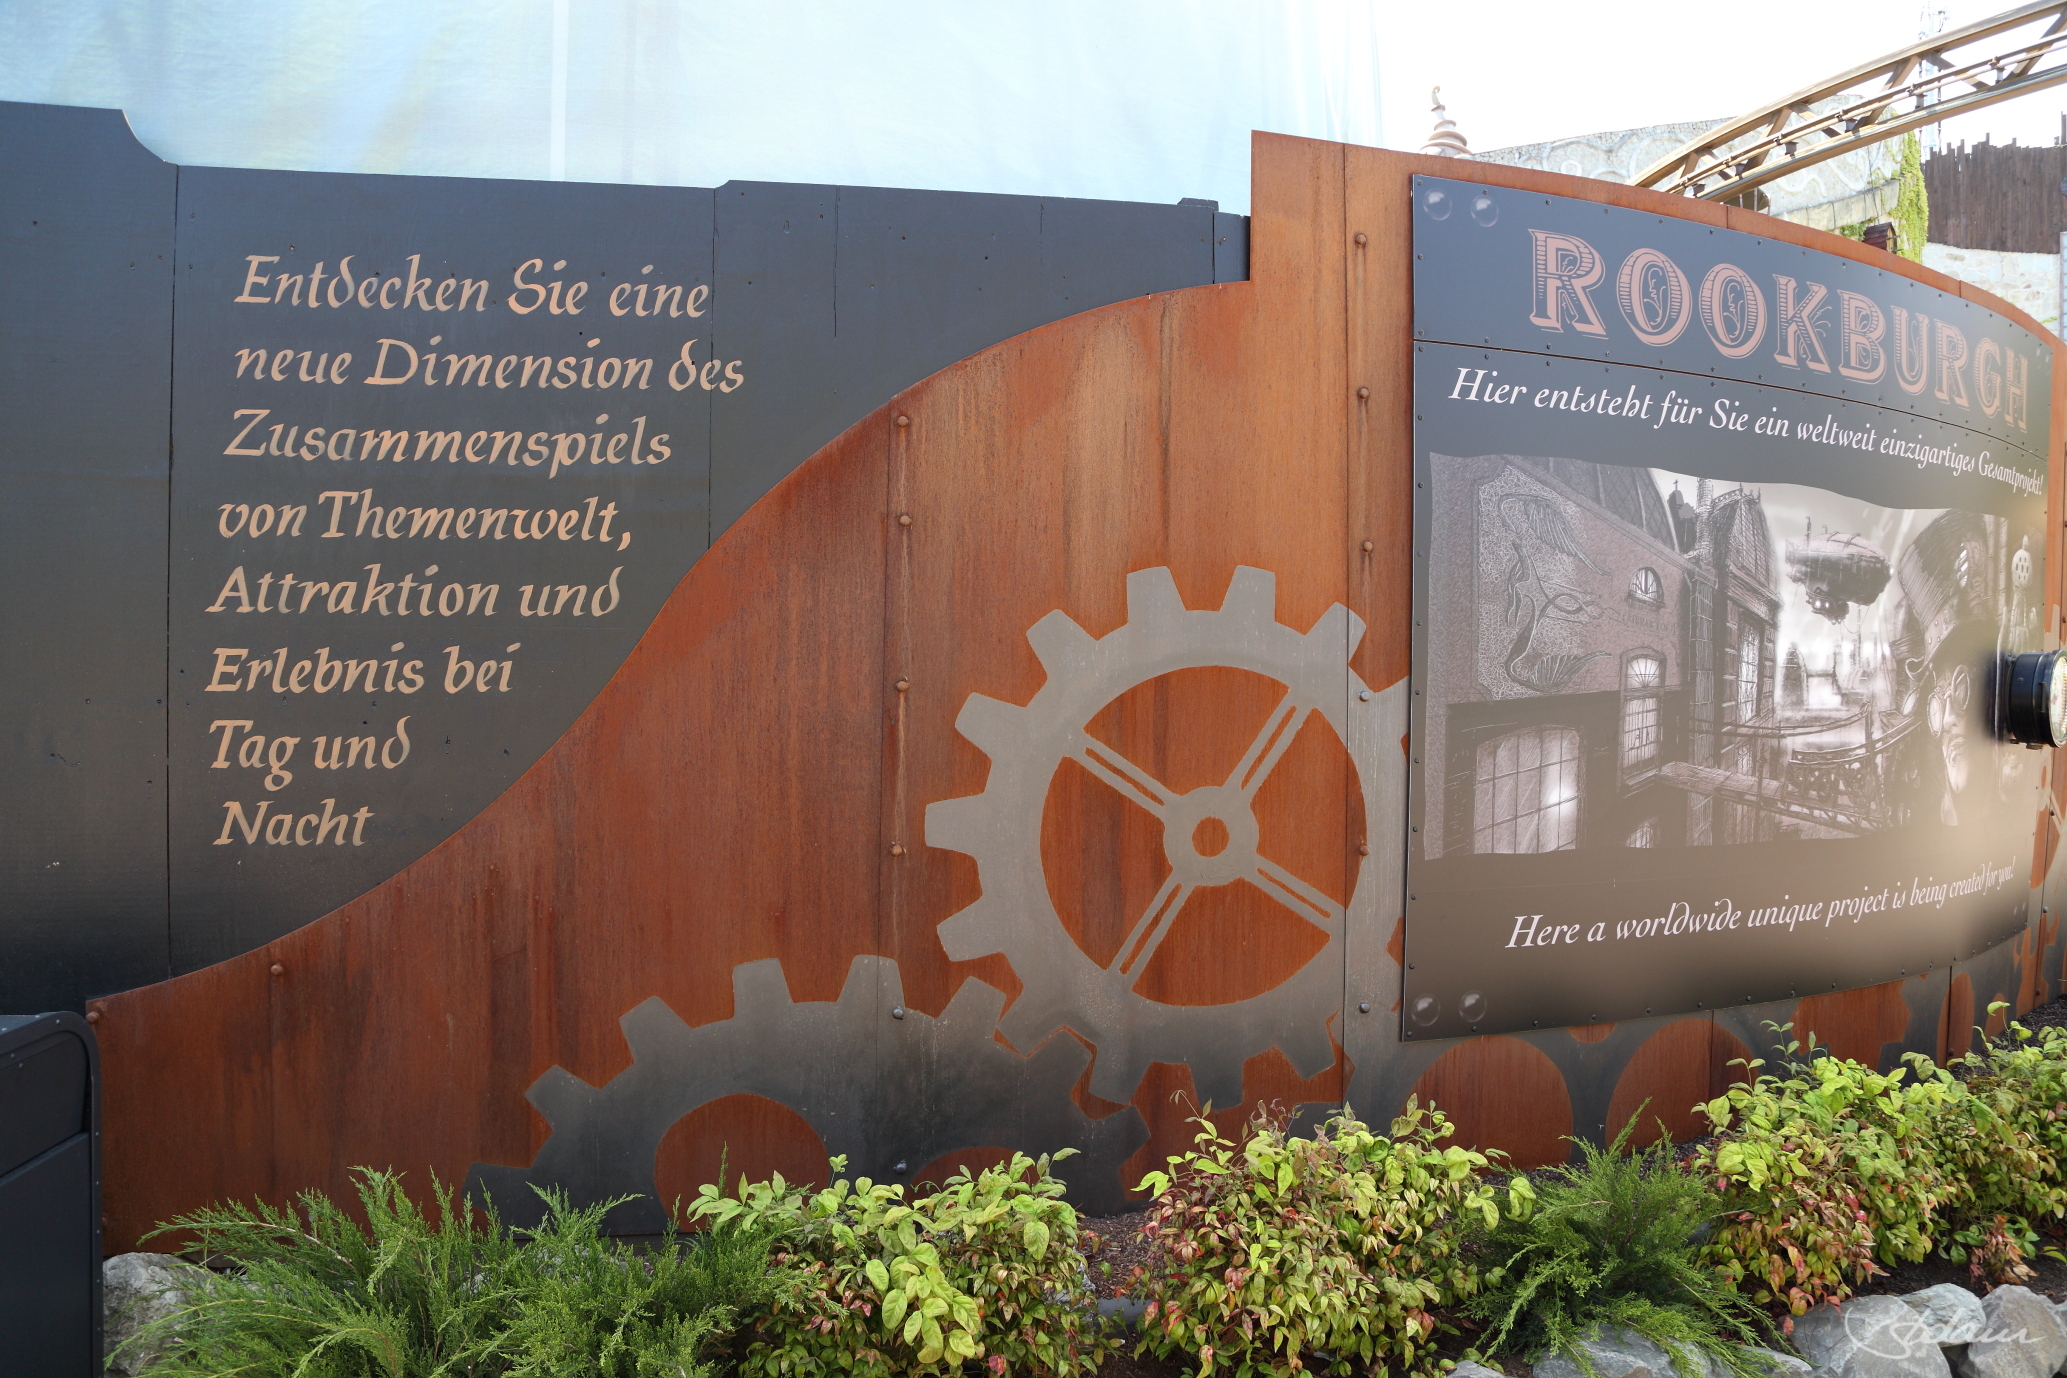 Entdecken Sie eine
neue Dimension des
Zusammenspiels
von Themenwelt,
Attraktion und
Erlebnis bei
Tag und
Nacht
ROOKBURGH
Hier entsteht für Sie ein weltweit einzigartiges Gesamtprojekt!
Here a worldwide unique project is being created for you!